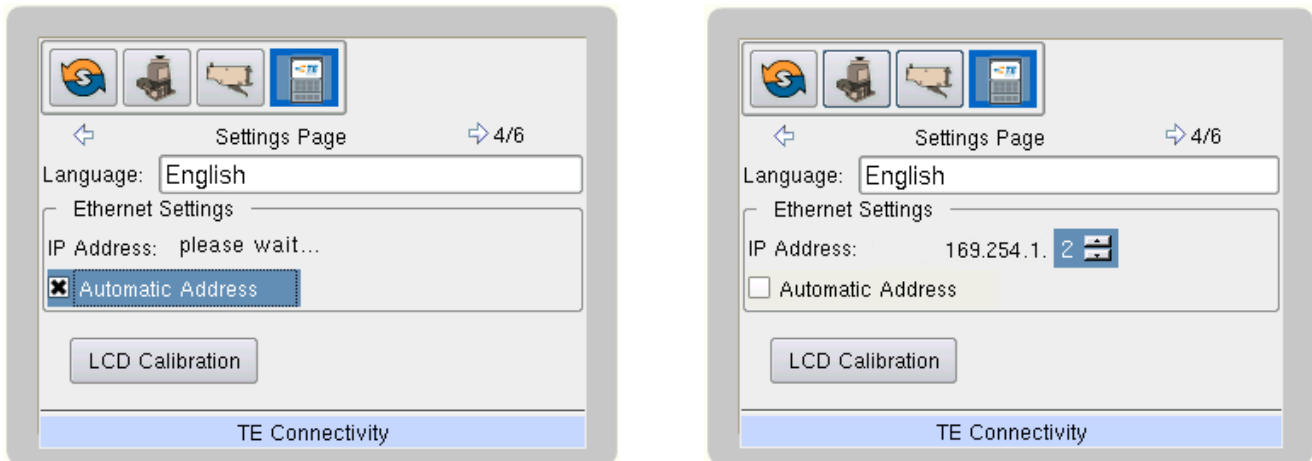 S
TE
Settings Page
4/6
Language: English
Ethernet Settings
IP Address: please wait...
Automatic Address
LCD Calibration
TE Connectivity
S
TE
Settings Page
4/6
Language: English
Ethernet Settings
IP Address: 169.254.1. 2
Automatic Address
LCD Calibration
TE Connectivity